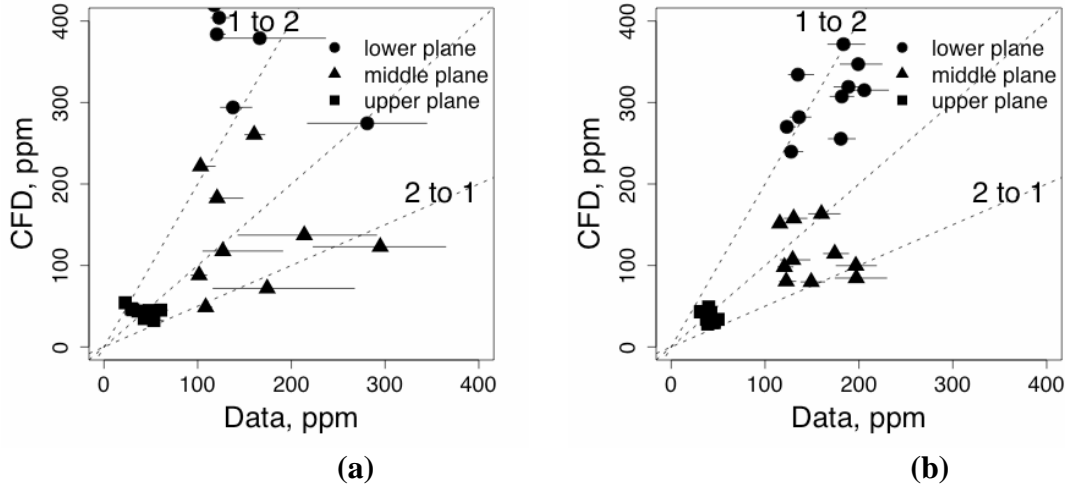 1 to 2
lower plane
middle plane
upper plane
2 to 1
CFD, ppm
0 100 200 300 400
0 100 200 300 400
Data, ppm
(a)
1 to 2
lower plane
middle plane
upper plane
2 to 1
CFD, ppm
0 100 200 300 400
0 100 200 300 400
Data, ppm
(b)